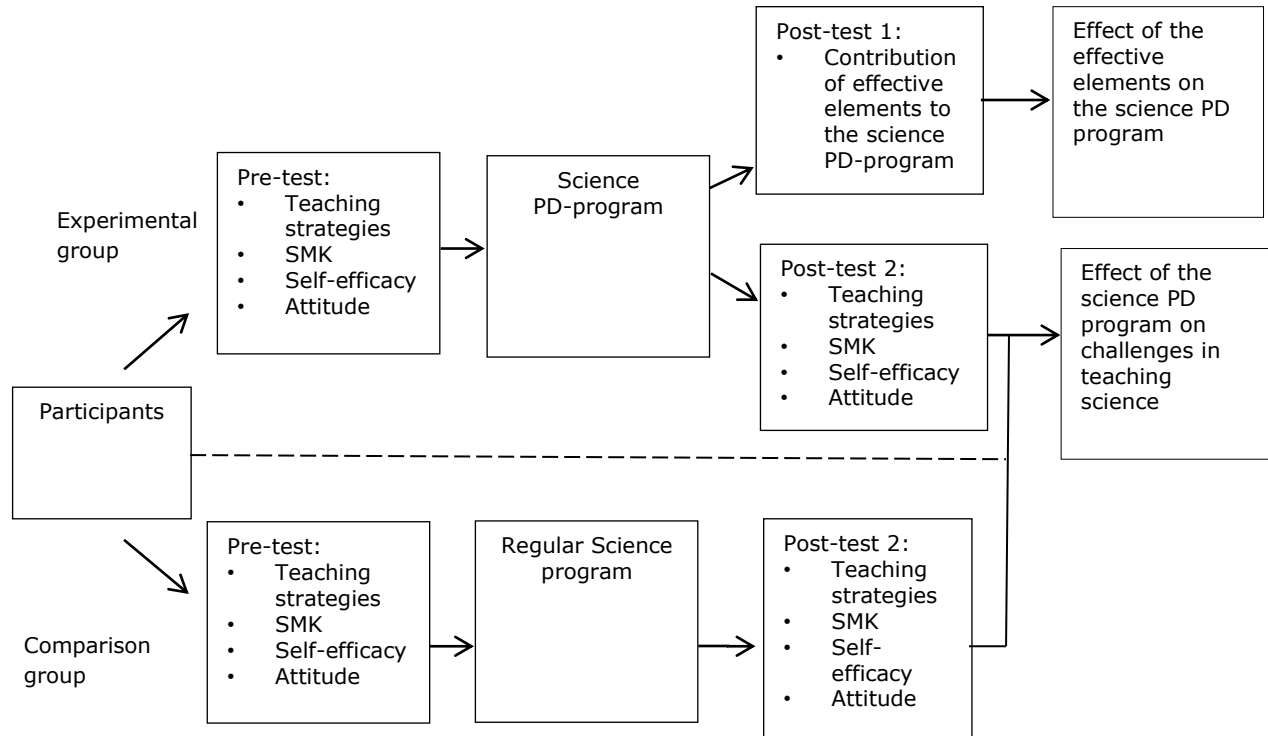 Experimental
group
Participants
Comparison
group
Pre-test:
• Teaching
strategies
• SMK
• Self-efficacy
• Attitude
Science
PD-program
Post-test 1:
• Contribution
of effective
elements to
the science
PD-program
Effect of the
effective
elements on
the science PD
program
Post-test 2:
• Teaching
strategies
• SMK
• Self-efficacy
• Attitude
Effect of the
science PD
program on
challenges in
teaching
science
Pre-test:
• Teaching
strategies
• SMK
• Self-efficacy
• Attitude
Regular Science
program
Post-test 2:
• Teaching
strategies
• SMK
• Self-
efficacy
• Attitude